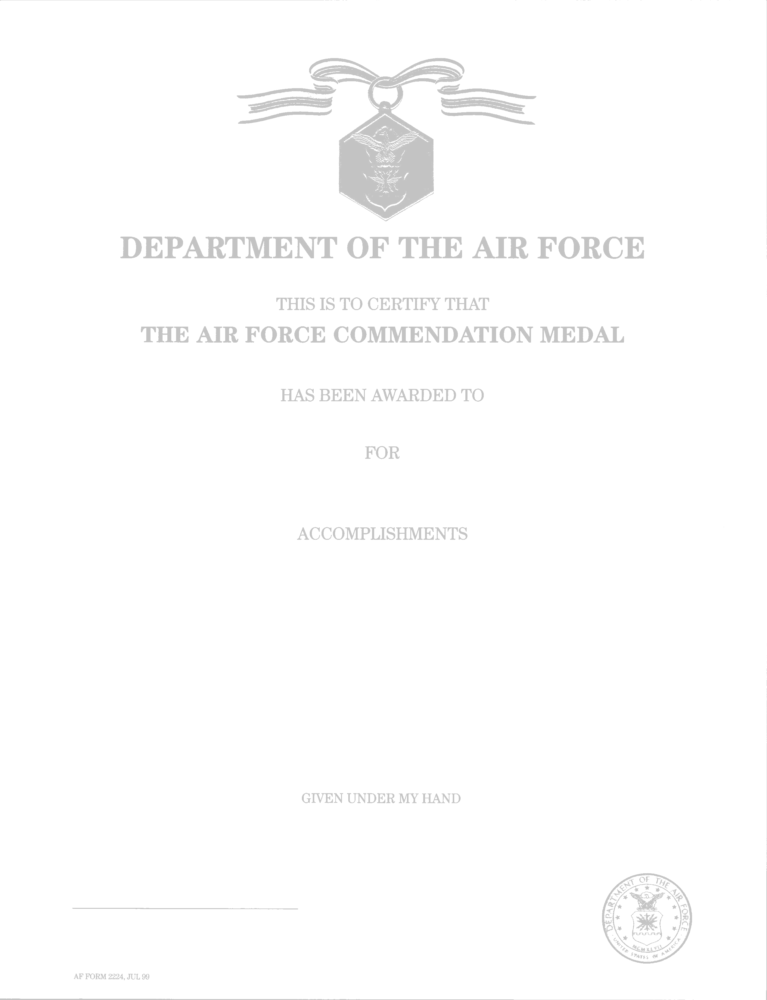 DEPARTMENT OF THE AIR FORCE
THIS IS TO CERTIFY THAT
THE AIR FORCE COMMENDATION MEDAL
HAS BEEN AWARDED TO
FOR
ACCOMPLISHMENTS
GIVEN UNDER MY HAND
DEPARTMENT OF THE AIR FORCE
MCMXLVII
· UNITED STATES OF AMERICA ·
AF FORM 2224, JUL 99